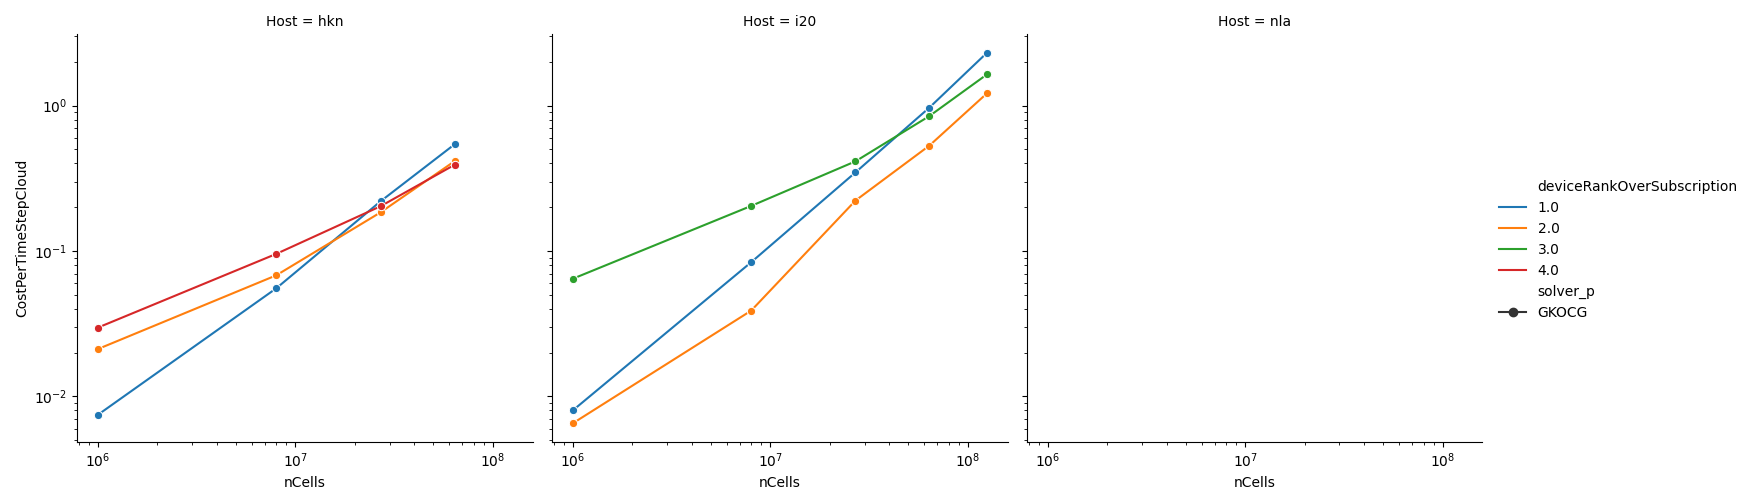 Host = hkn
Host = i20
Host = nla
CostPerTimeStepCloud
10⁰
10⁻¹
10⁻²
10⁶
10⁷
10⁸
10⁶
10⁷
10⁸
10⁶
10⁷
10⁸
nCells
nCells
nCells
deviceRankOverSubscription
1.0
2.0
3.0
4.0
solver_p
GKOCG